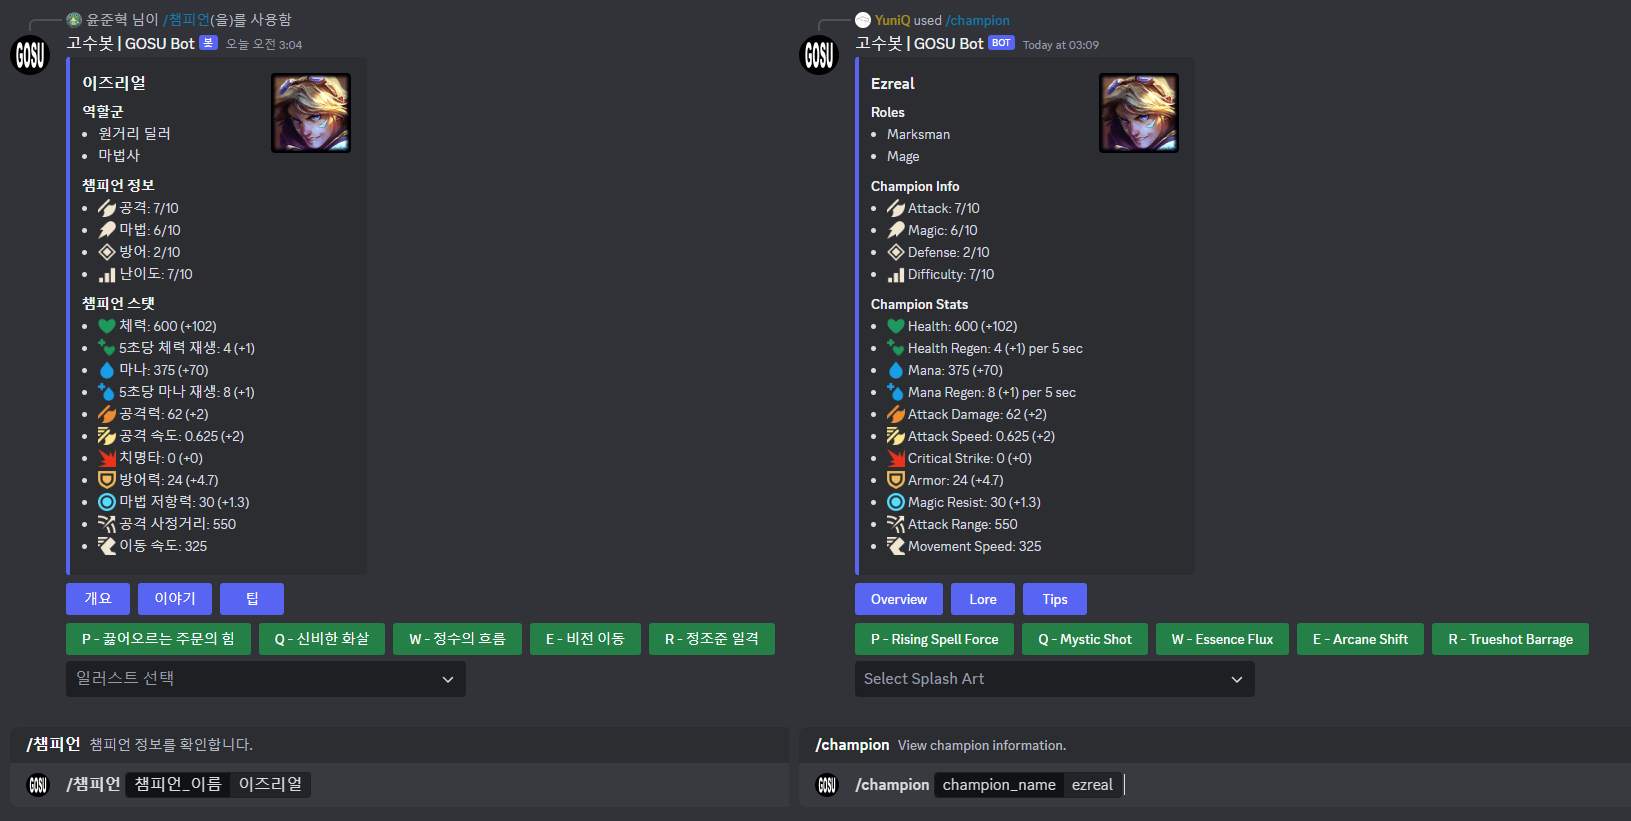 윤준혁 님이 /챔피언(을)를 사용함
GOSU
고수봇 | GOSU Bot 봇 오늘 오전 3:04
이즈리얼
역할군
• 원거리 딜러
• 마법사
챔피언 정보
• 공격: 7/10
• 마법: 6/10
• 방어: 2/10
• 난이도: 7/10
챔피언 스탯
• 체력: 600 (+102)
• 5초당 체력 재생: 4 (+1)
• 마나: 375 (+70)
• 5초당 마나 재생: 8 (+1)
• 공격력: 62 (+2)
• 공격 속도: 0.625 (+2)
• 치명타: 0 (+0)
• 방어력: 24 (+4.7)
• 마법 저항력: 30 (+1.3)
• 공격 사정거리: 550
• 이동 속도: 325
개요 이야기 팁
P - 끓어오르는 주문의 힘 Q - 신비한 화살 W - 정수의 흐름 E - 비전 이동 R - 정조준 일격
일러스트 선택
/챔피언 챔피언 정보를 확인합니다.
GOSU /챔피언 챔피언_이름 이즈리얼
YuniQ used /champion
GOSU
고수봇 | GOSU Bot BOT Today at 03:09
Ezreal
Roles
• Marksman
• Mage
Champion Info
• Attack: 7/10
• Magic: 6/10
• Defense: 2/10
• Difficulty: 7/10
Champion Stats
• Health: 600 (+102)
• Health Regen: 4 (+1) per 5 sec
• Mana: 375 (+70)
• Mana Regen: 8 (+1) per 5 sec
• Attack Damage: 62 (+2)
• Attack Speed: 0.625 (+2)
• Critical Strike: 0 (+0)
• Armor: 24 (+4.7)
• Magic Resist: 30 (+1.3)
• Attack Range: 550
• Movement Speed: 325
Overview Lore Tips
P - Rising Spell Force Q - Mystic Shot W - Essence Flux E - Arcane Shift R - Trueshot Barrage
Select Splash Art
/champion View champion information.
GOSU /champion champion_name ezreal